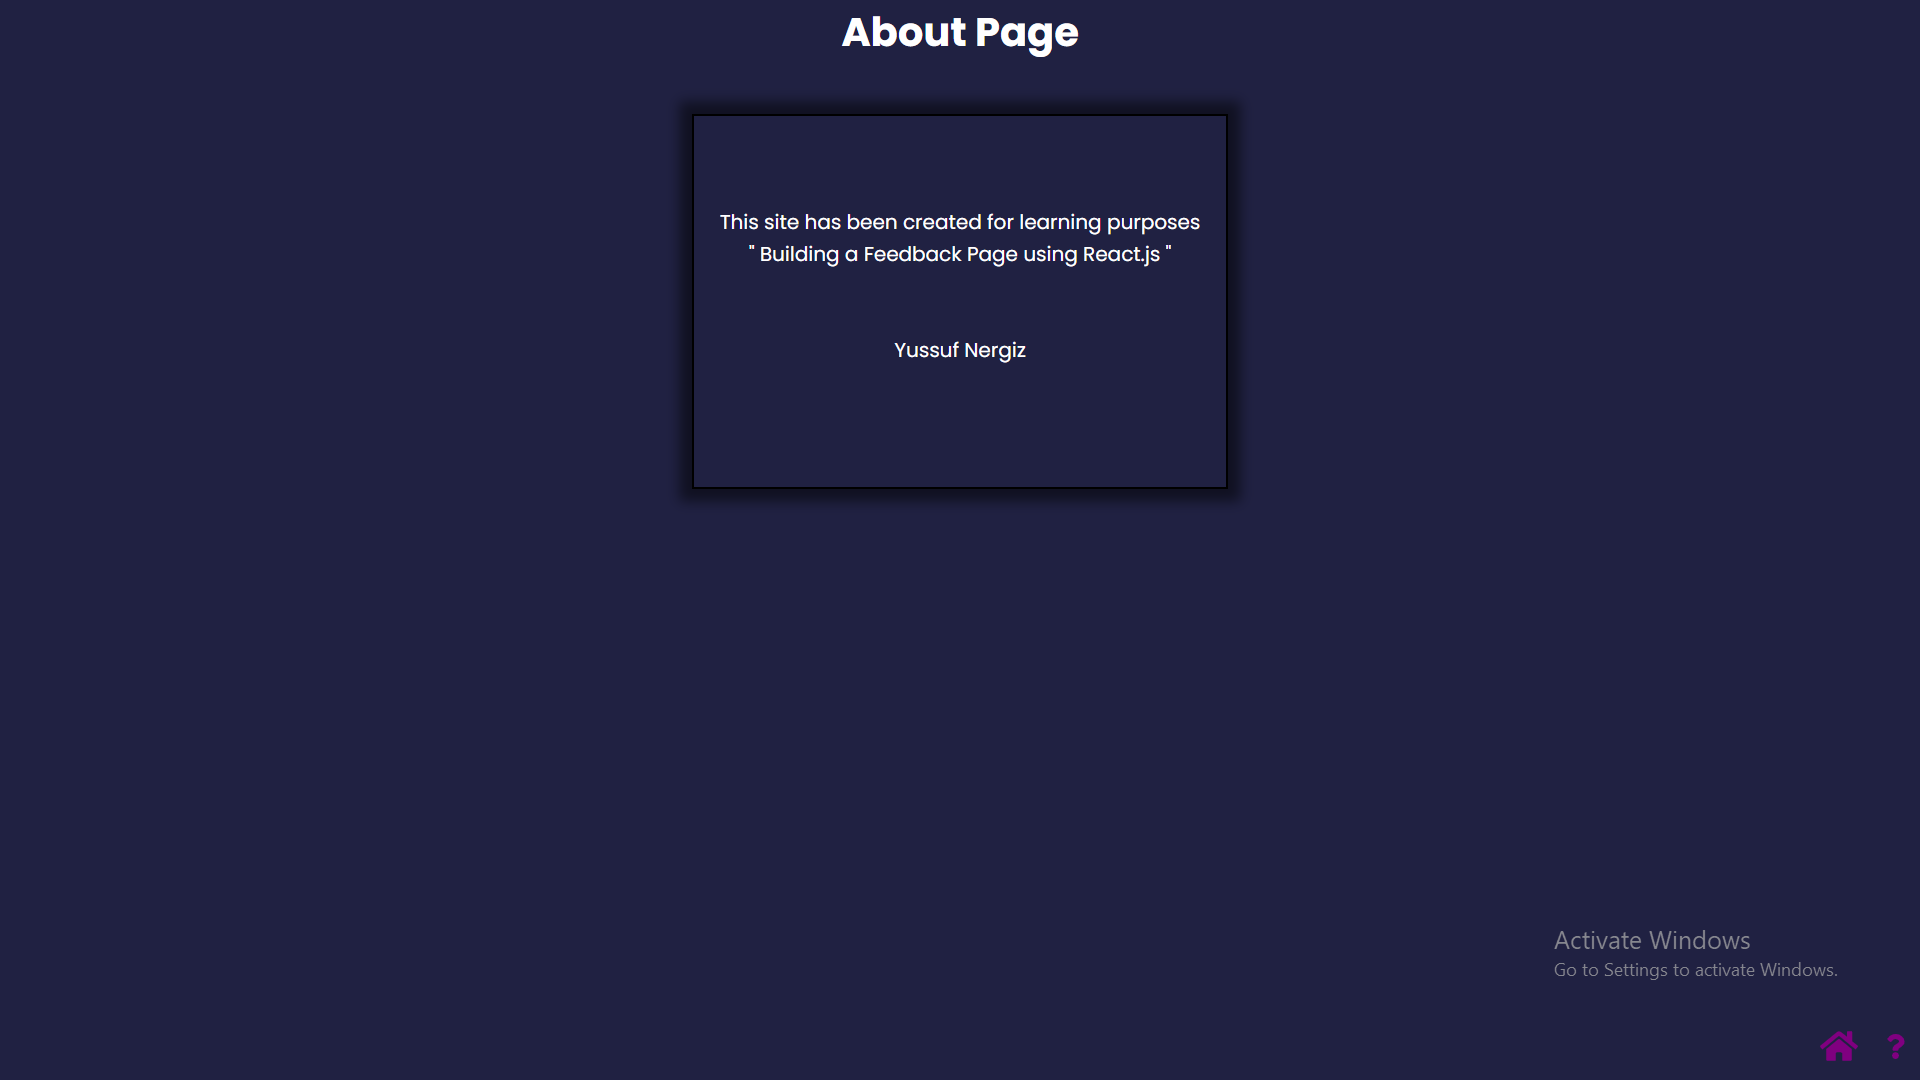 About Page
This site has been created for learning purposes
" Building a Feedback Page using React.js "
Yussuf Nergiz
Activate Windows
Go to Settings to activate Windows.
?